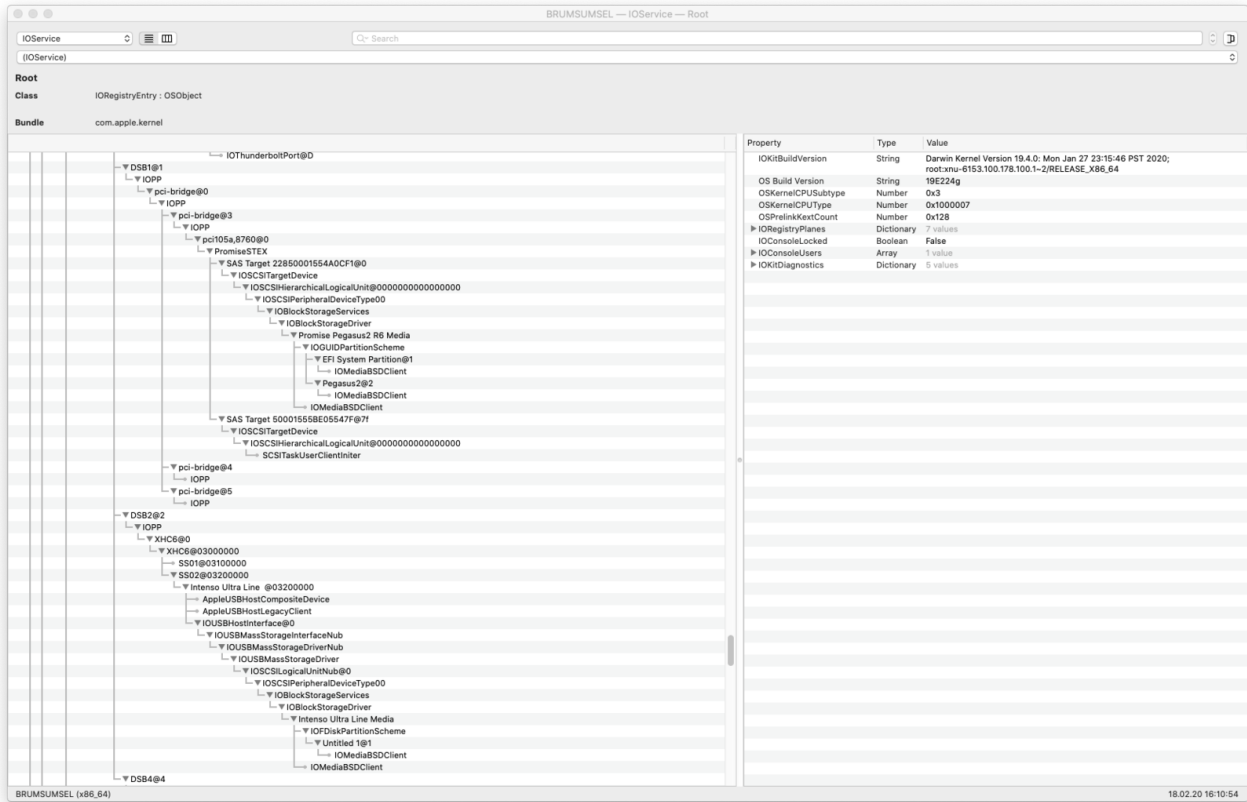 BRUMSUMSEL — IOService — Root
IOService
Search
(IOService)
Root
Class IORegistryEntry : OSObject
Bundle com.apple.kernel
IOThunderboltPort@D
DSB1@1
IOPP
pci-bridge@0
IOPP
pci-bridge@3
IOPP
pci105a,8760@0
PromiseSTEX
SAS Target 22850001554A0CF1@0
IOSCSITargetDevice
IOSCSIHierarchicalLogicalUnit@0000000000000000
IOSCSIPeripheralDeviceType00
IOBlockStorageServices
IOBlockStorageDriver
Promise Pegasus2 R6 Media
IOGUIDPartitionScheme
EFI System Partition@1
IOMediaBSDClient
Pegasus2@2
IOMediaBSDClient
IOMediaBSDClient
SAS Target 50001555BE05547F@7f
IOSCSITargetDevice
IOSCSIHierarchicalLogicalUnit@0000000000000000
SCSITaskUserClientIniter
pci-bridge@4
IOPP
pci-bridge@5
IOPP
DSB2@2
IOPP
XHC6@0
XHC6@03000000
SS01@03100000
SS02@03200000
Intenso Ultra Line @03200000
AppleUSBHostCompositeDevice
AppleUSBHostLegacyClient
IOUSBHostInterface@0
IOUSBMassStorageInterfaceNub
IOUSBMassStorageDriverNub
IOUSBMassStorageDriver
IOSCSILogicalUnitNub@0
IOSCSIPeripheralDeviceType00
IOBlockStorageServices
IOBlockStorageDriver
Intenso Ultra Line Media
IOFDiskPartitionScheme
Untitled 1@1
IOMediaBSDClient
IOMediaBSDClient
DSB4@4
Property Type Value
IOKitBuildVersion String Darwin Kernel Version 19.4.0: Mon Jan 27 23:15:46 PST 2020;
root:xnu-6153.100.178.100.1~2/RELEASE_X86_64
OS Build Version String 19E224g
OSKernelCPUSubtype Number 0x3
OSKernelCPUType Number 0x1000007
OSPrelinkKextCount Number 0x128
IORegistryPlanes Dictionary 7 values
IOConsoleLocked Boolean False
IOConsoleUsers Array 1 value
IOKitDiagnostics Dictionary 5 values
BRUMSUMSEL (x86_64)
18.02.20 16:10:54